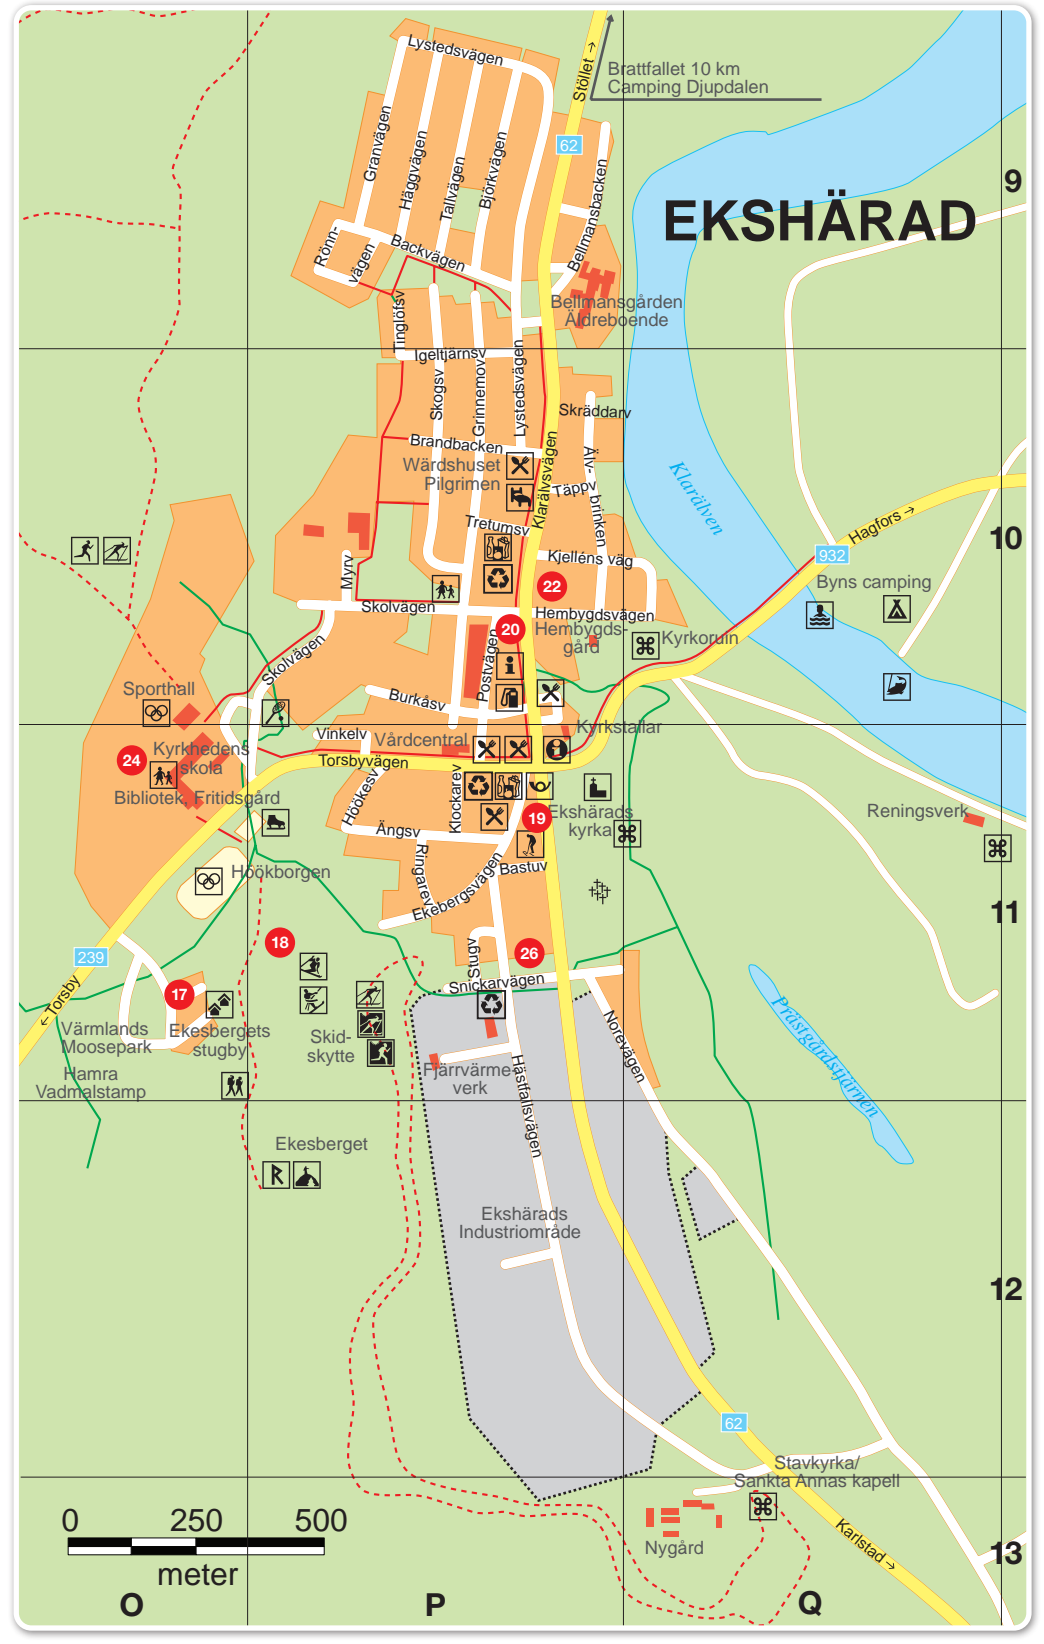 Lystedsvägen
Stöllet →
Brattfallet 10 km
Camping Djupdalen
62
Granvägen
Häggvägen
Tallvägen
Björkvägen
Bellmansbacken
9
EKSHÄRAD
Rönn-
vägen
Backvägen
Bellmansgården
Äldreboende
Tinglöfsv
Igeltjärnsv
Skogsv
Grinnemov
Lystedsvägen
Klarälvsvägen
Skräddarv
Brandbacken
Wärdshuset
Pilgrimen
Älv-
brinken
Täppv
Klarälven
Tretumsv
Kjelléns väg
Hagfors →
932
10
Myrv
Byns camping
22
Skolvägen
Hembygdsvägen
20
Hembygds-
gård
Kyrkoruin
Skolvägen
Postvägen
Sporthall
Burkåsv
Kyrkstallar
Vinkelv
Vårdcentral
24
Kyrkhedens
skola
Torsbyvägen
Bibliotek, Fritidsgård
Höökesv
Klockarev
19
Ekshärads
kyrka
Reningsverk
Ängsv
Ringarev
Ekebergsvägen
Bastuv
Höökborgen
11
18
26
239
Stugv
Snickarvägen
← Torsby
17
Värmlands
Moosepark
Ekesbergets
stugby
Skid-
skytte
Norevägen
Prästgårdstjärnen
Hamra
Vadmalstamp
Fjärrvärme-
verk
Hästfallsvägen
Ekesberget
R
Ekshärads
Industriområde
12
62
Stavkyrka/
Sankta Annas kapell
0 250 500
meter
Nygård
Karlstad →
13
O P Q